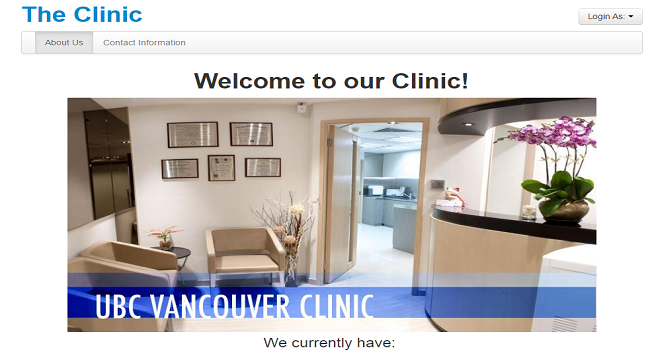 The Clinic
Login As:
About Us
Contact Information
Welcome to our Clinic!
UBC VANCOUVER CLINIC
We currently have: